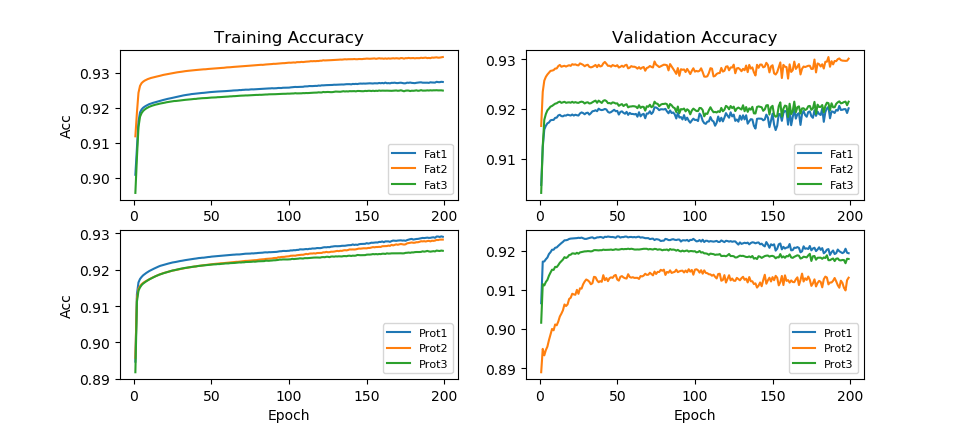 Training Accuracy
Acc
0.93
0.92
0.91
0.90
Fat1
Fat2
Fat3
0 50 100 150 200
Validation Accuracy
0.93
0.92
0.91
Fat1
Fat2
Fat3
0 50 100 150 200
Acc
0.93
0.92
0.91
0.90
0.89
Prot1
Prot2
Prot3
0 50 100 150 200
Epoch
0.92
0.91
0.90
0.89
Prot1
Prot2
Prot3
0 50 100 150 200
Epoch